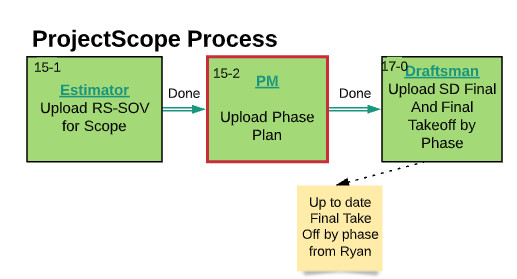 ProjectScope Process
15-1
Estimator
Upload RS-SOV
for Scope
Done
15-2
PM
Upload Phase
Plan
Done
17-0
Draftsman
Upload SD Final
And Final
Takeoff by
Phase
Up to date
Final Take
Off by phase
from Ryan